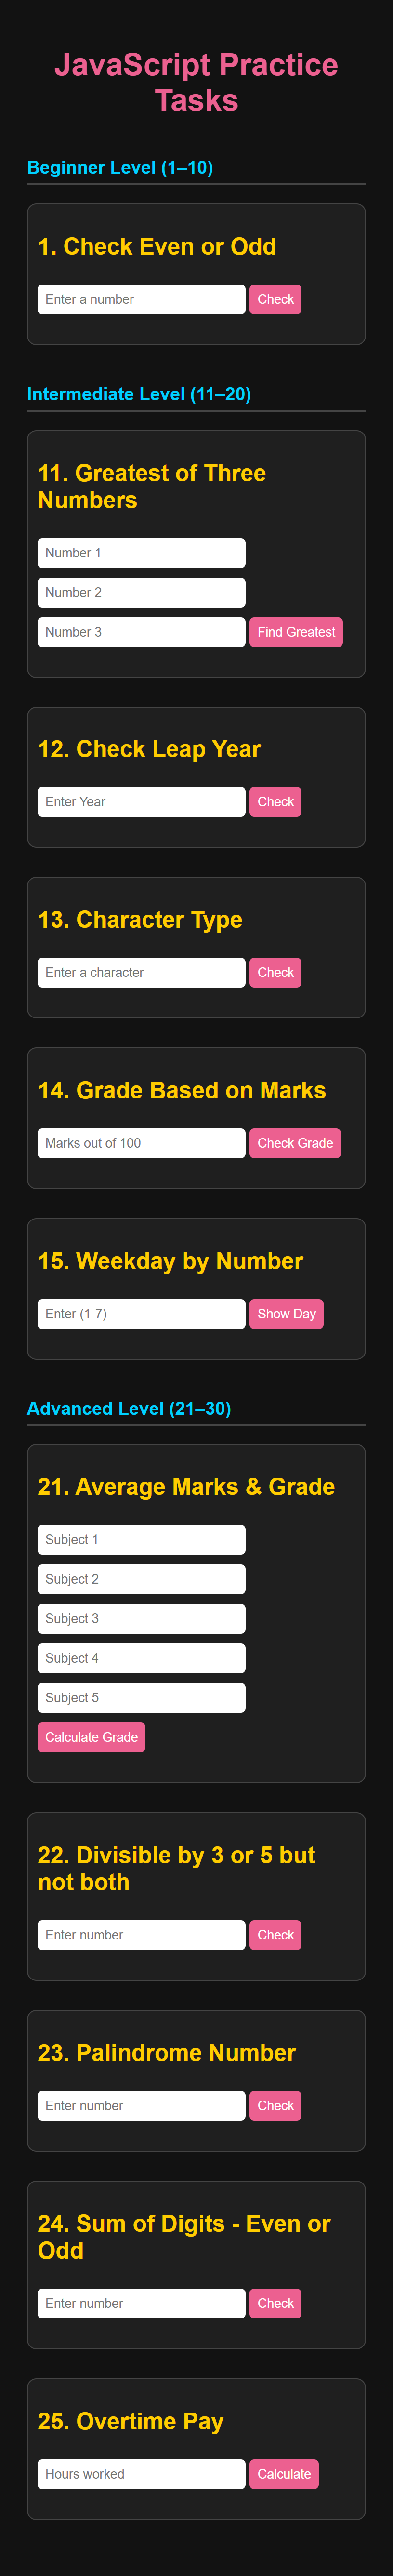 JavaScript Practice
Tasks
Beginner Level (1–10)
1. Check Even or Odd
Enter a number Check
Intermediate Level (11–20)
11. Greatest of Three
Numbers
Number 1
Number 2
Number 3 Find Greatest
12. Check Leap Year
Enter Year Check
13. Character Type
Enter a character Check
14. Grade Based on Marks
Marks out of 100 Check Grade
15. Weekday by Number
Enter (1-7) Show Day
Advanced Level (21–30)
21. Average Marks & Grade
Subject 1
Subject 2
Subject 3
Subject 4
Subject 5
Calculate Grade
22. Divisible by 3 or 5 but
not both
Enter number Check
23. Palindrome Number
Enter number Check
24. Sum of Digits - Even or
Odd
Enter number Check
25. Overtime Pay
Hours worked Calculate